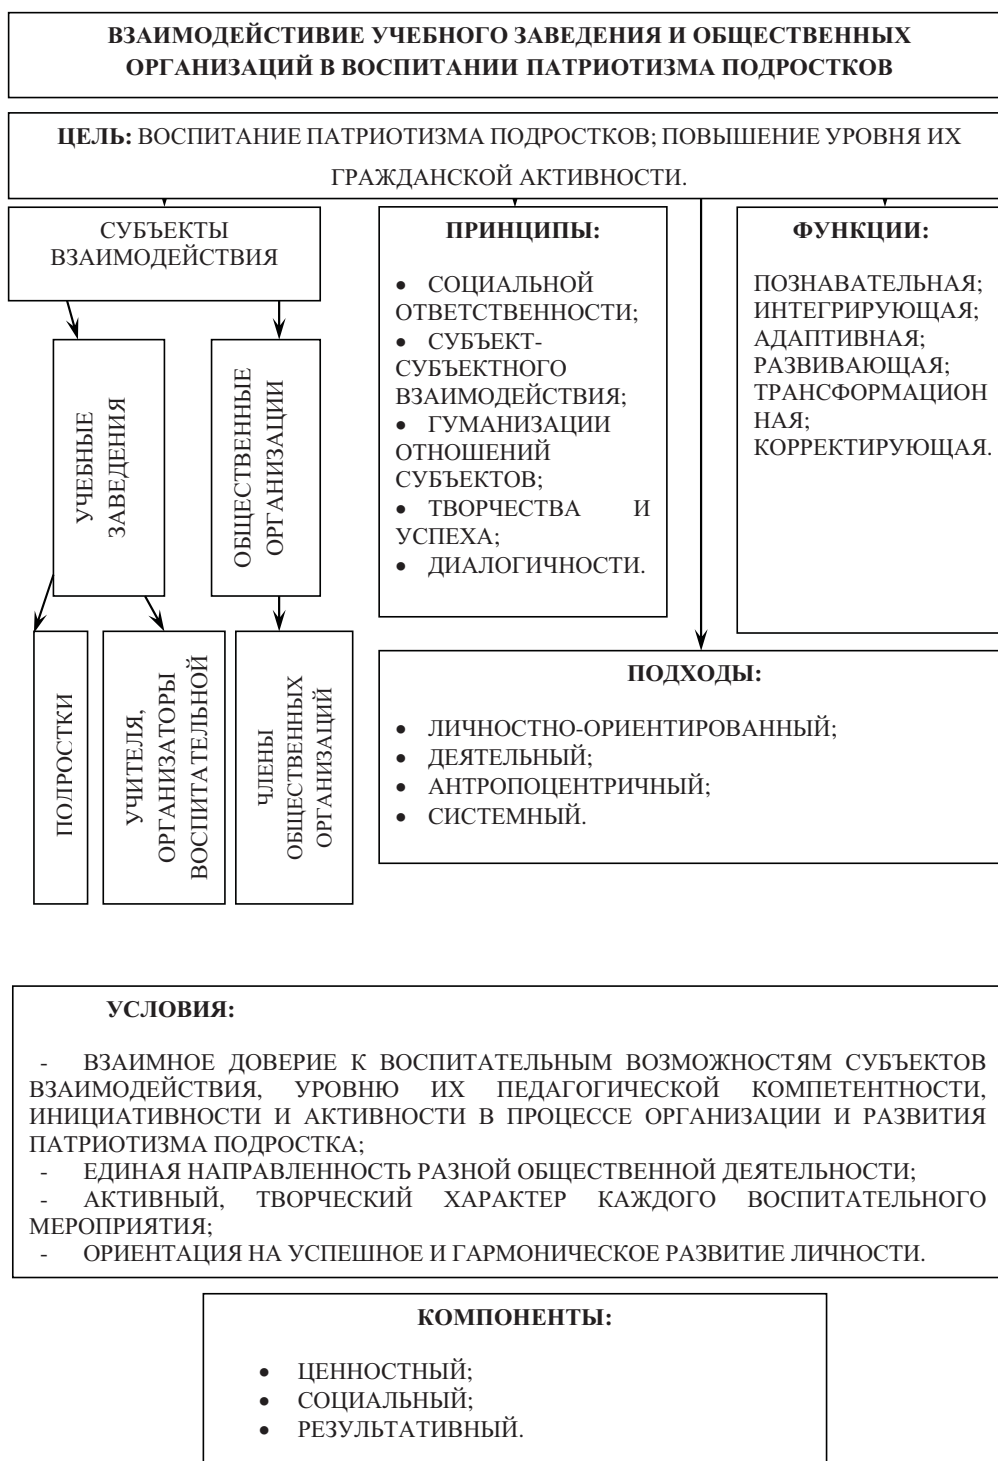 ВЗАИМОДЕЙСТИВИЕ УЧЕБНОГО ЗАВЕДЕНИЯ И ОБЩЕСТВЕННЫХ
ОРГАНИЗАЦИЙ В ВОСПИТАНИИ ПАТРИОТИЗМА ПОДРОСТКОВ
ЦЕЛЬ: ВОСПИТАНИЕ ПАТРИОТИЗМА ПОДРОСТКОВ; ПОВЫШЕНИЕ УРОВНЯ ИХ
ГРАЖДАНСКОЙ АКТИВНОСТИ.
СУБЪЕКТЫ
ВЗАИМОДЕЙСТВИЯ
УЧЕБНЫЕ
ЗАВЕДЕНИЯ
ОБЩЕСТВЕННЫЕ
ОРГАНИЗАЦИИ
ПОДРОСТКИ
УЧИТЕЛЯ,
ОРГАНИЗАТОРЫ
ВОСПИТАТЕЛЬНОЙ
ЧЛЕНЫ
ОБЩЕСТВЕННЫХ
ОРГАНИЗАЦИЙ
ПРИНЦИПЫ:
• СОЦИАЛЬНОЙ
ОТВЕТСТВЕННОСТИ;
• СУБЪЕКТ-
СУБЪЕКТНОГО
ВЗАИМОДЕЙСТВИЯ;
• ГУМАНИЗАЦИИ
ОТНОШЕНИЙ
СУБЪЕКТОВ;
• ТВОРЧЕСТВА И
УСПЕХА;
• ДИАЛОГИЧНОСТИ.
ФУНКЦИИ:
ПОЗНАВАТЕЛЬНАЯ;
ИНТЕГРИРУЮЩАЯ;
АДАПТИВНАЯ;
РАЗВИВАЮЩАЯ;
ТРАНСФОРМАЦИОН
НАЯ;
КОРРЕКТИРУЮЩАЯ.
ПОДХОДЫ:
• ЛИЧНОСТНО-ОРИЕНТИРОВАННЫЙ;
• ДЕЯТЕЛЬНЫЙ;
• АНТРОПОЦЕНТРИЧНЫЙ;
• СИСТЕМНЫЙ.
УСЛОВИЯ:
- ВЗАИМНОЕ ДОВЕРИЕ К ВОСПИТАТЕЛЬНЫМ ВОЗМОЖНОСТЯМ СУБЪЕКТОВ
ВЗАИМОДЕЙСТВИЯ, УРОВНЮ ИХ ПЕДАГОГИЧЕСКОЙ КОМПЕТЕНТНОСТИ,
ИНИЦИАТИВНОСТИ И АКТИВНОСТИ В ПРОЦЕССЕ ОРГАНИЗАЦИИ И РАЗВИТИЯ
ПАТРИОТИЗМА ПОДРОСТКА;
- ЕДИНАЯ НАПРАВЛЕННОСТЬ РАЗНОЙ ОБЩЕСТВЕННОЙ ДЕЯТЕЛЬНОСТИ;
- АКТИВНЫЙ, ТВОРЧЕСКИЙ ХАРАКТЕР КАЖДОГО ВОСПИТАТЕЛЬНОГО
МЕРОПРИЯТИЯ;
- ОРИЕНТАЦИЯ НА УСПЕШНОЕ И ГАРМОНИЧЕСКОЕ РАЗВИТИЕ ЛИЧНОСТИ.
КОМПОНЕНТЫ:
• ЦЕННОСТНЫЙ;
• СОЦИАЛЬНЫЙ;
• РЕЗУЛЬТАТИВНЫЙ.